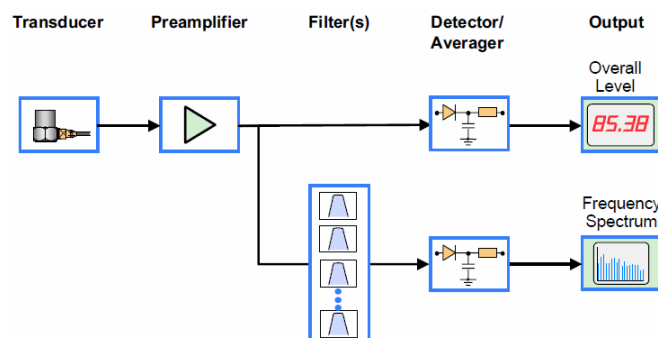 Transducer
Preamplifier
Filter(s)
Detector/
Averager
Output
Overall
Level
85.38
Frequency
Spectrum